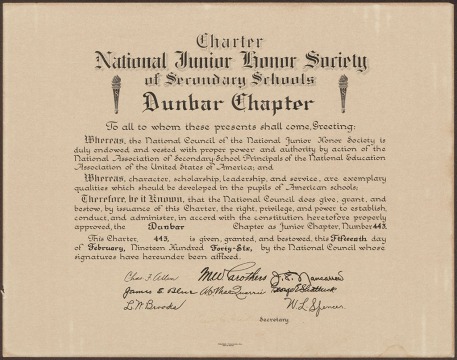 Charter
National Junior Honor Society
of Secondary Schools
Dunbar Chapter
To all to whom these presents shall come, Greeting:
Whereas, the National Council of the National Junior Honor Society is
duly endowed and vested with proper power and authority by action of the
National Association of Secondary-School Principals of the National Education
Association of the United States of America; and
Whereas, character, scholarship, leadership, and service, are exemplary
qualities which should be developed in the pupils of American schools;
Therefore, be it Known, that the National Council does give, grant, and
bestow, by issuance of this Charter, the right, privilege, and power to establish,
conduct, and administer, in accord with the constitution heretofore properly
approved, the Dunbar Chapter as Junior Chapter, Number 443.
This Charter, 443, is given, granted, and bestowed, this Fifteenth day
of February, Nineteen Hundred Forty-Six, by the National Council whose
signatures have hereunder been affixed.
Chas F. Allen
James E. Blue
L. W. Brooks
W. L. Spencer
Secretary